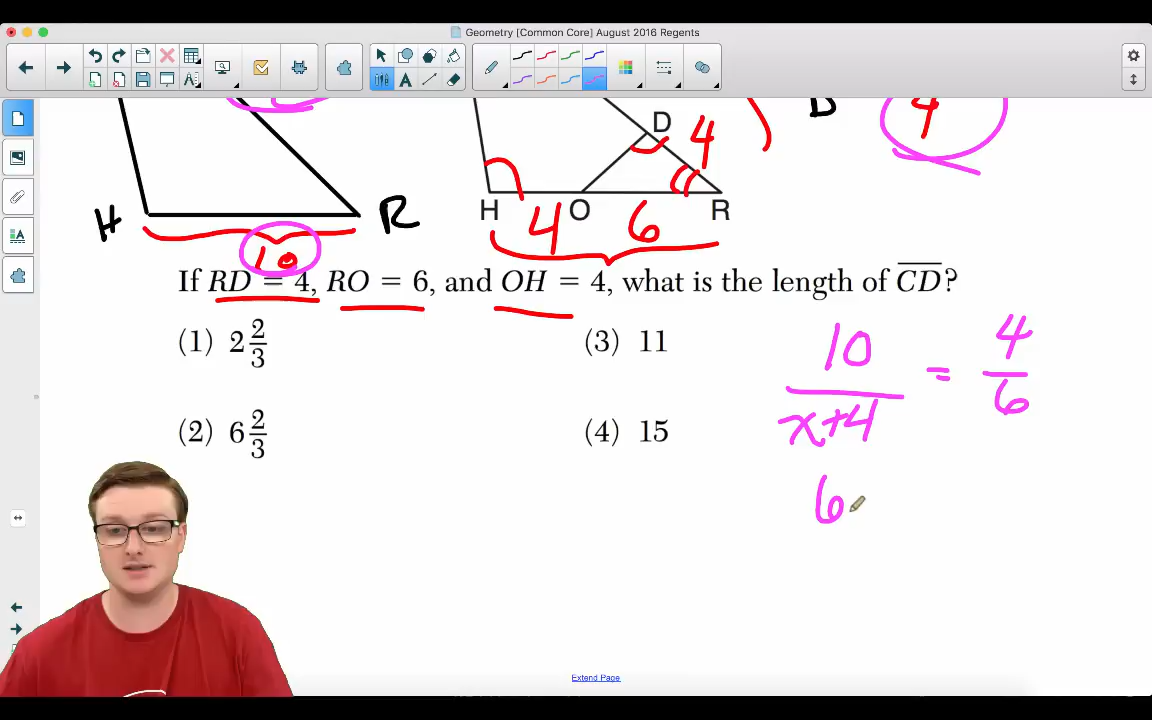 Geometry [Common Core] August 2016 Regents
D
4
D
4
H
R
H
O
R
4
6
10
If RD = 4, RO = 6, and OH = 4, what is the length of CD?
(1) 2 2/3
(3) 11
(2) 6 2/3
(4) 15
10/x+4 = 4/6
6
Extend Page